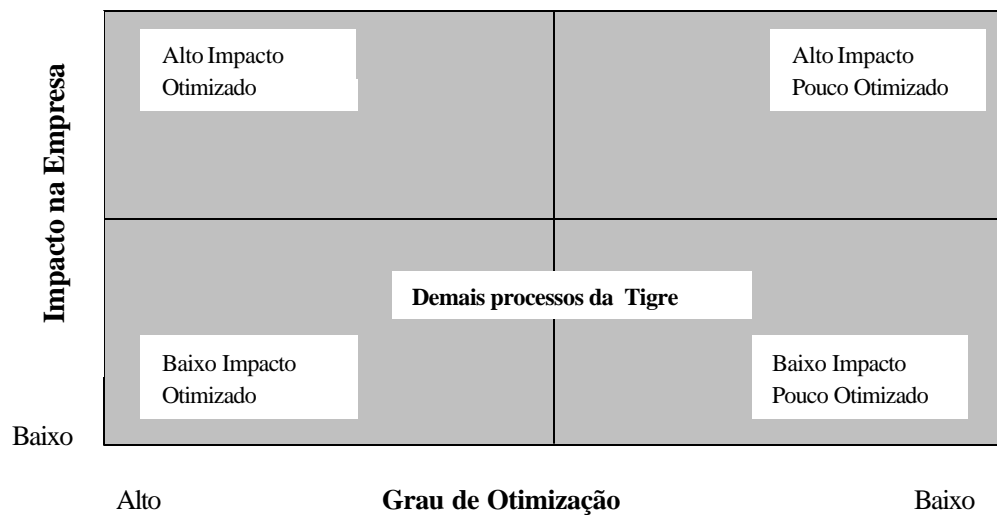 Alto Impacto
Otimizado
Alto Impacto
Pouco Otimizado
Impacto na Empresa
Demais processos da Tigre
Baixo Impacto
Otimizado
Baixo Impacto
Pouco Otimizado
Baixo
Alto
Grau de Otimização
Baixo